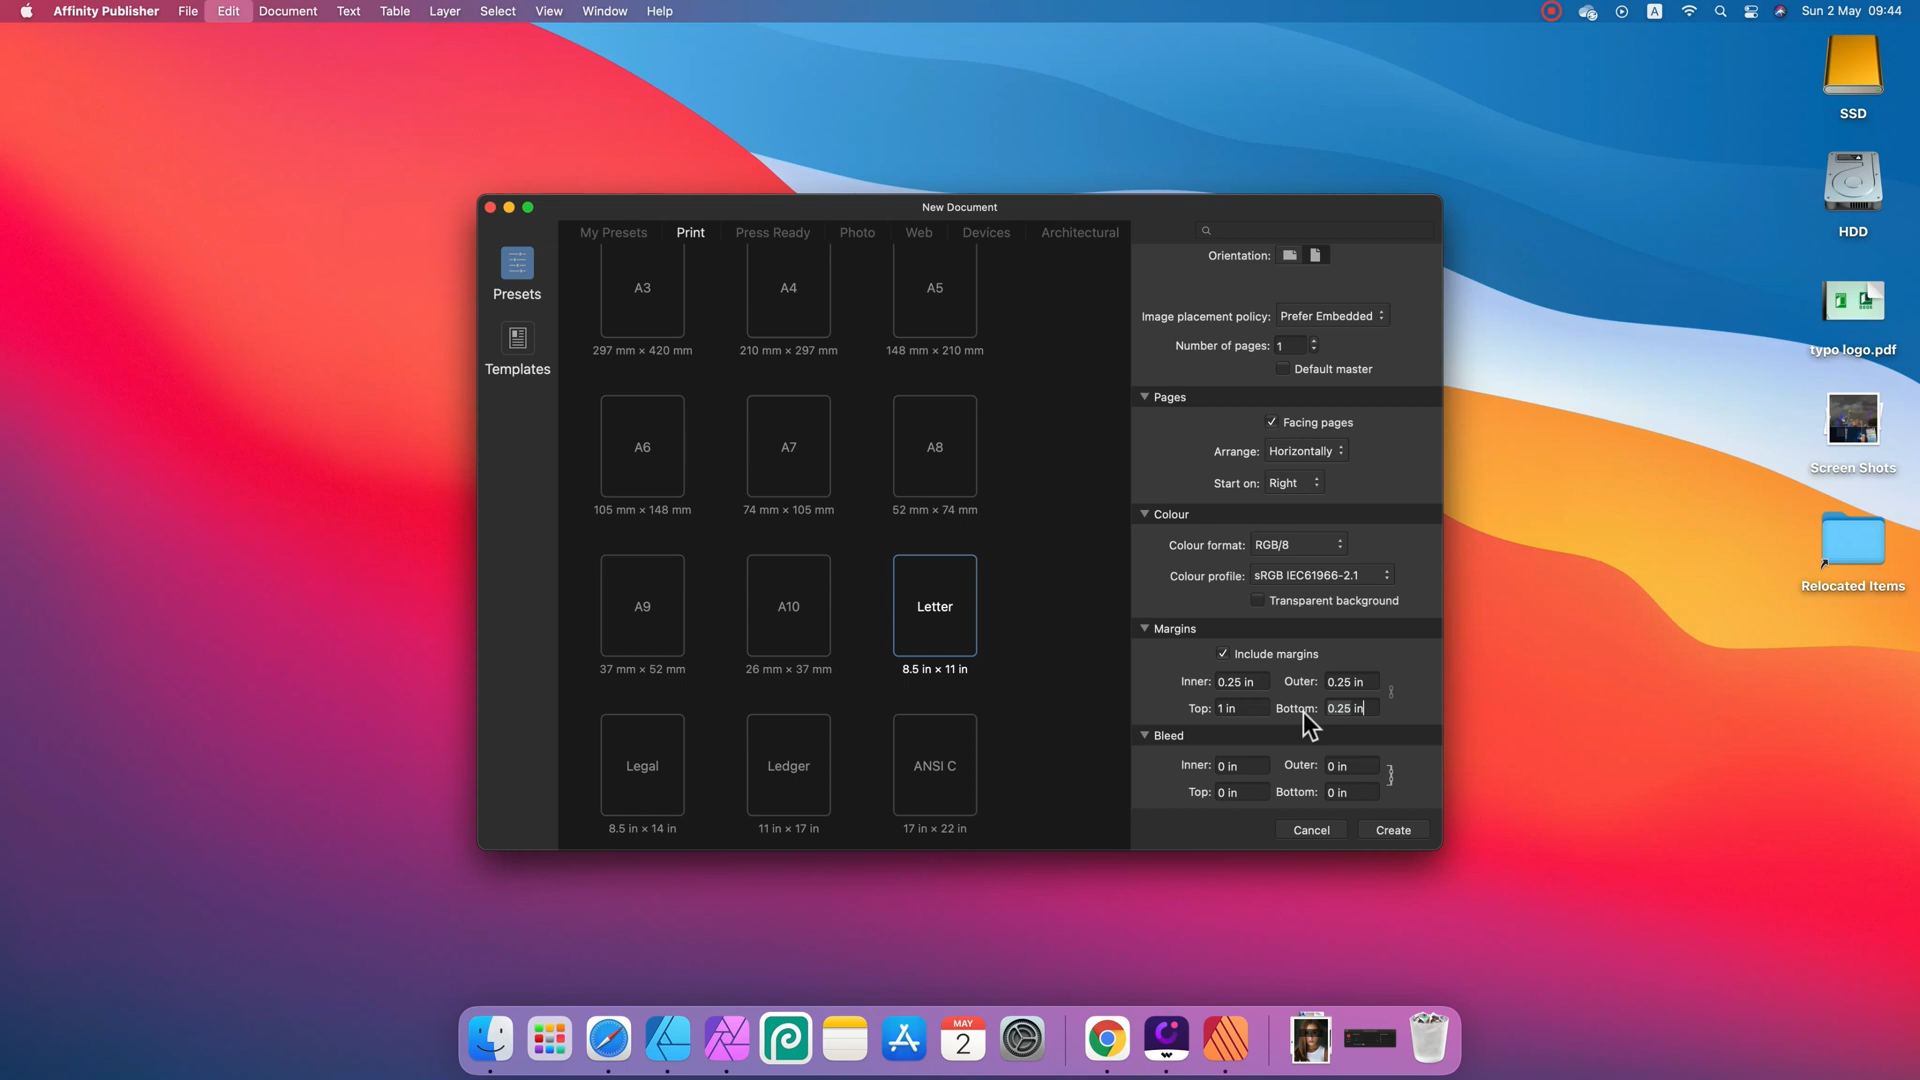 Affinity Publisher File Edit Document Text Table Layer Select View Window Help
A Sun 2 May 09:44
SSD
HDD
typo logo.pdf
Screen Shots
Relocated Items
New Document
Presets
Templates
My Presets Print Press Ready Photo Web Devices Architectural
A3 A4 A5
297 mm × 420 mm 210 mm × 297 mm 148 mm × 210 mm
A6 A7 A8
105 mm × 148 mm 74 mm × 105 mm 52 mm × 74 mm
A9 A10 Letter
37 mm × 52 mm 26 mm × 37 mm 8.5 in × 11 in
Legal Ledger ANSI C
8.5 in × 14 in 11 in × 17 in 17 in × 22 in
Orientation:
Image placement policy: Prefer Embedded
Number of pages: 1
Default master
Pages
Facing pages
Arrange: Horizontally
Start on: Right
Colour
Colour format: RGB/8
Colour profile: sRGB IEC61966-2.1
Transparent background
Margins
Include margins
Inner: 0.25 in Outer: 0.25 in
Top: 1 in Bottom: 0.25 in
Bleed
Inner: 0 in Outer: 0 in
Top: 0 in Bottom: 0 in
Cancel Create
MAY
2